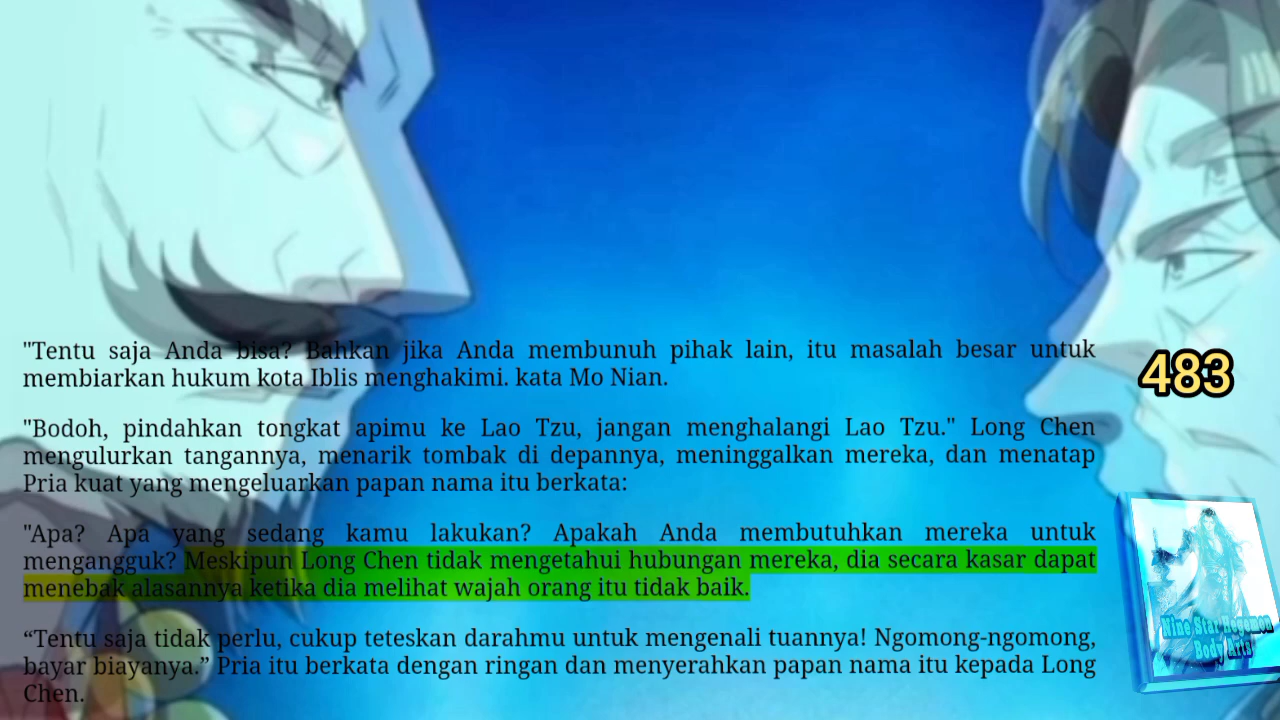 "Tentu saja Anda bisa? Bahkan jika Anda membunuh pihak lain, itu masalah besar untuk
membiarkan hukum kota Iblis menghakimi. kata Mo Nian.
"Bodoh, pindahkan tongkat apimu ke Lao Tzu, jangan menghalangi Lao Tzu." Long Chen
mengulurkan tangannya, menarik tombak di depannya, meninggalkan mereka, dan menatap
Pria kuat yang mengeluarkan papan nama itu berkata:
"Apa? Apa yang sedang kamu lakukan? Apakah Anda membutuhkan mereka untuk
mengangguk? Meskipun Long Chen tidak mengetahui hubungan mereka, dia secara kasar dapat
menebak alasannya ketika dia melihat wajah orang itu tidak baik.
“Tentu saja tidak perlu, cukup teteskan darahmu untuk mengenali tuannya! Ngomong-ngomong,
bayar biayanya.” Pria itu berkata dengan ringan dan menyerahkan papan nama itu kepada Long
Chen.
483
Nine Star Hegemon
Body Arts